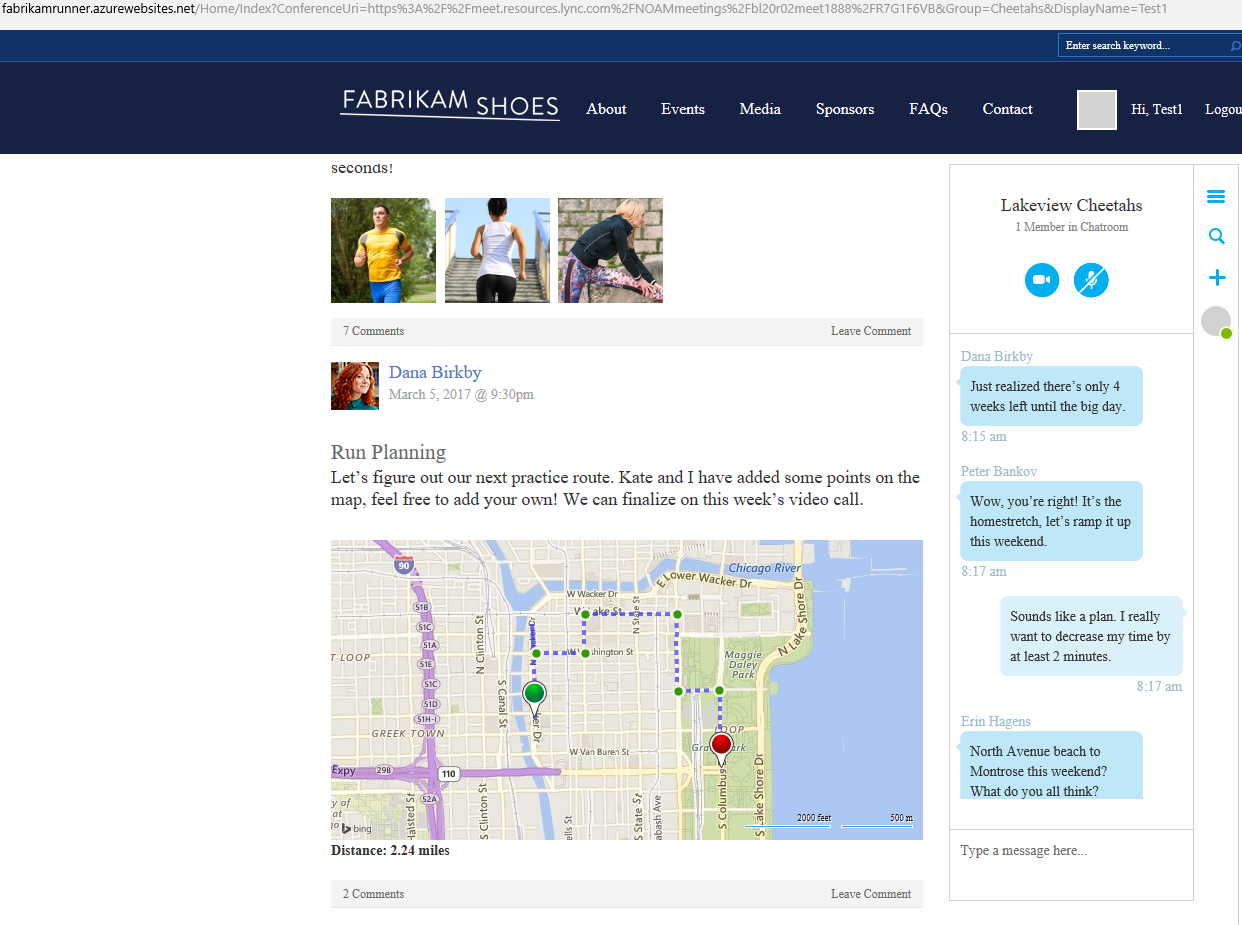 fabrikamrunner.azurewebsites.net/Home/Index?ConferenceUri=https%3A%2F%2Fmeet.resources.lync.com%2FNOAMmeetings%2Fbl20r02meet1888%2FR7G1F6VB&Group=Cheetahs&DisplayName=Test1
Enter search keyword...
FABRIKAM SHOES
About
Events
Media
Sponsors
FAQs
Contact
Hi, Test1
Logou
seconds!
7 Comments
Leave Comment
Dana Birkby
March 5, 2017 @ 9:30pm
Run Planning
Let's figure out our next practice route. Kate and I have added some points on the
map, feel free to add your own! We can finalize on this week's video call.
90
Chicago River
E Lower Wacker Dr
W Wacker Dr
W Lake St
N State St
N Lake Shore Dr
51B
51C
51A
51E
51C
51D
51H-I
T LOOP
N Clinton St
W Washington St
Maggie
Daley
Park
S Canal St
GREEK TOWN
W Van Buren St
Expy
29B
110
52A
S Clinton St
S State St
S Columbus
S Lake Shore Dr
bing
2000 feet
500 m
Distance: 2.24 miles
2 Comments
Leave Comment
Lakeview Cheetahs
1 Member in Chatroom
Dana Birkby
Just realized there's only 4
weeks left until the big day.
8:15 am
Peter Bankov
Wow, you're right! It's the
homestretch, let's ramp it up
this weekend.
8:17 am
Sounds like a plan. I really
want to decrease my time by
at least 2 minutes.
8:17 am
Erin Hagens
North Avenue beach to
Montrose this weekend?
What do you all think?
Type a message here...